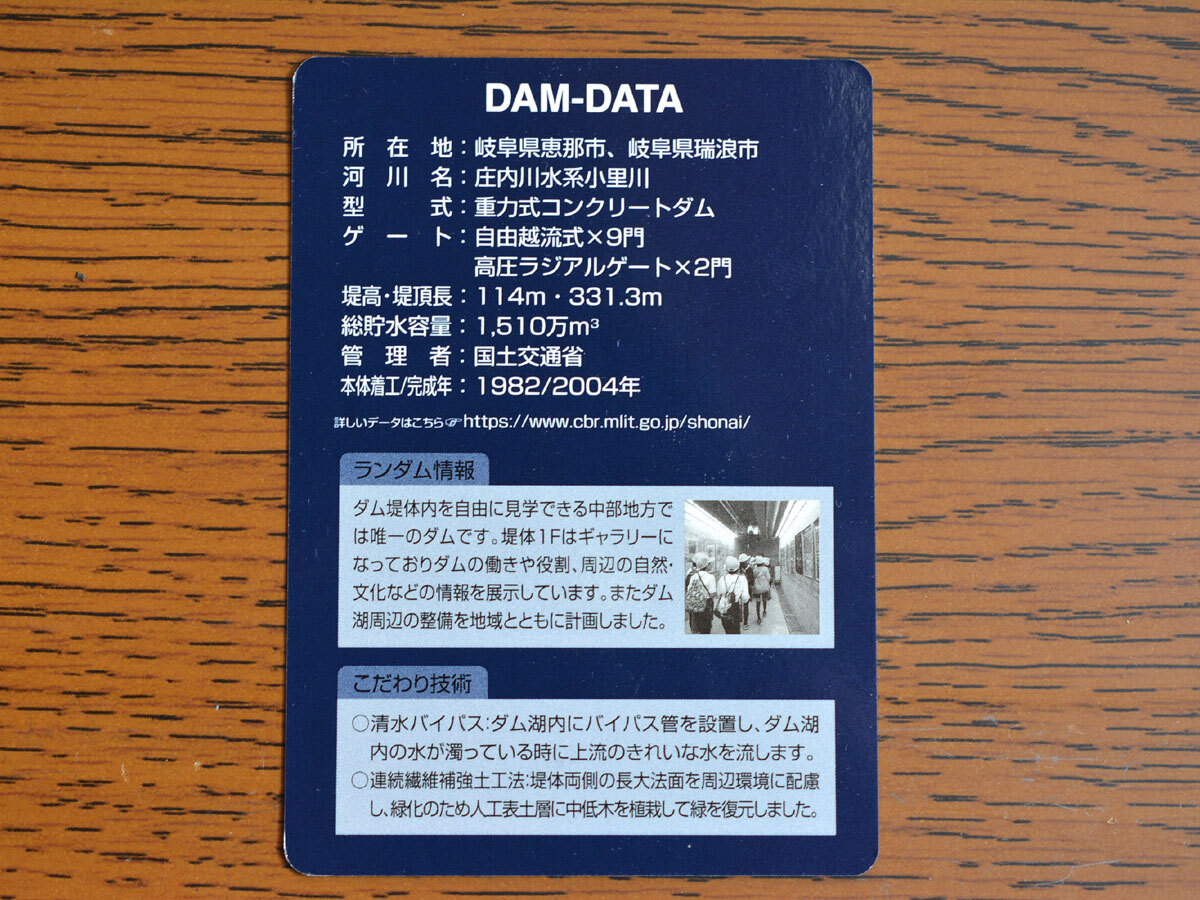 DAM-DATA
所在地：岐阜県恵那市、岐阜県瑞浪市
河川名：庄内川水系小里川
型式：重力式コンクリートダム
ゲート：自由越流式×9門
高圧ラジアルゲート×2門
堤高・堤頂長：114m・331.3m
総貯水容量：1,510万m³
管理者：国土交通省
本体着工/完成年：1982/2004年
詳しいデータはこちら☞https://www.cbr.mlit.go.jp/shonai/
ランダム情報
ダム堤体内を自由に見学できる中部地方で
は唯一のダムです。堤体1Fはギャラリーに
なっておりダムの働きや役割、周辺の自然・
文化などの情報を展示しています。またダム
湖周辺の整備を地域とともに計画しました。
こだわり技術
○清水バイパス：ダム湖内にバイパス管を設置し、ダム湖
内の水が濁っている時に上流のきれいな水を流します。
○連続繊維補強土工法：堤体両側の長大法面を周辺環境に配慮
し、緑化のため人工表土層に中低木を植栽して緑を復元しました。